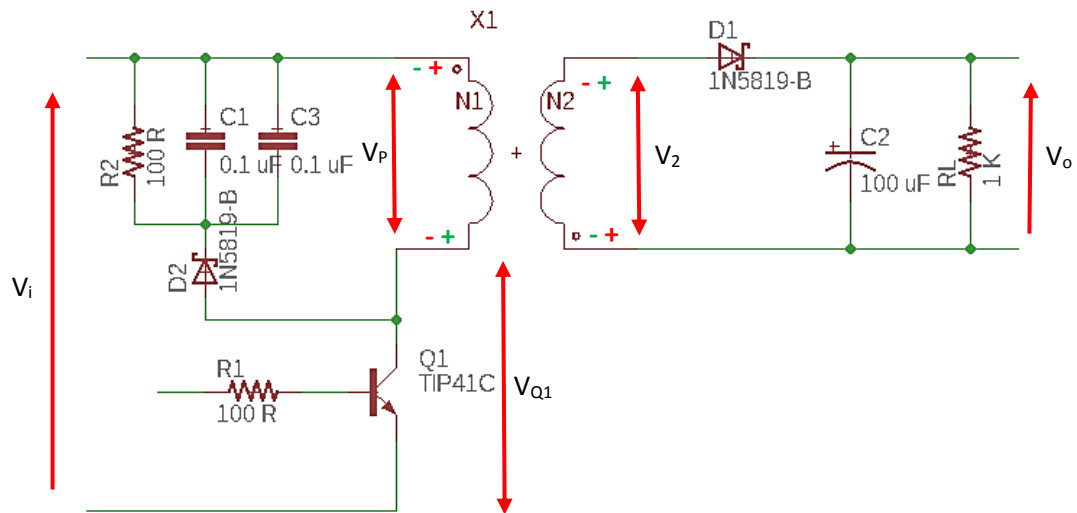 X1
D1
1N5819-B
- +
N1
N2
- +
R2
100 R
C1
0.1 uF
C3
0.1 uF
VP
+
V2
C2
+
100 uF
RL
1 K
Vo
- +
- +
D2
1N5819-B
Vi
Q1
TIP41C
R1
100 R
VQ1